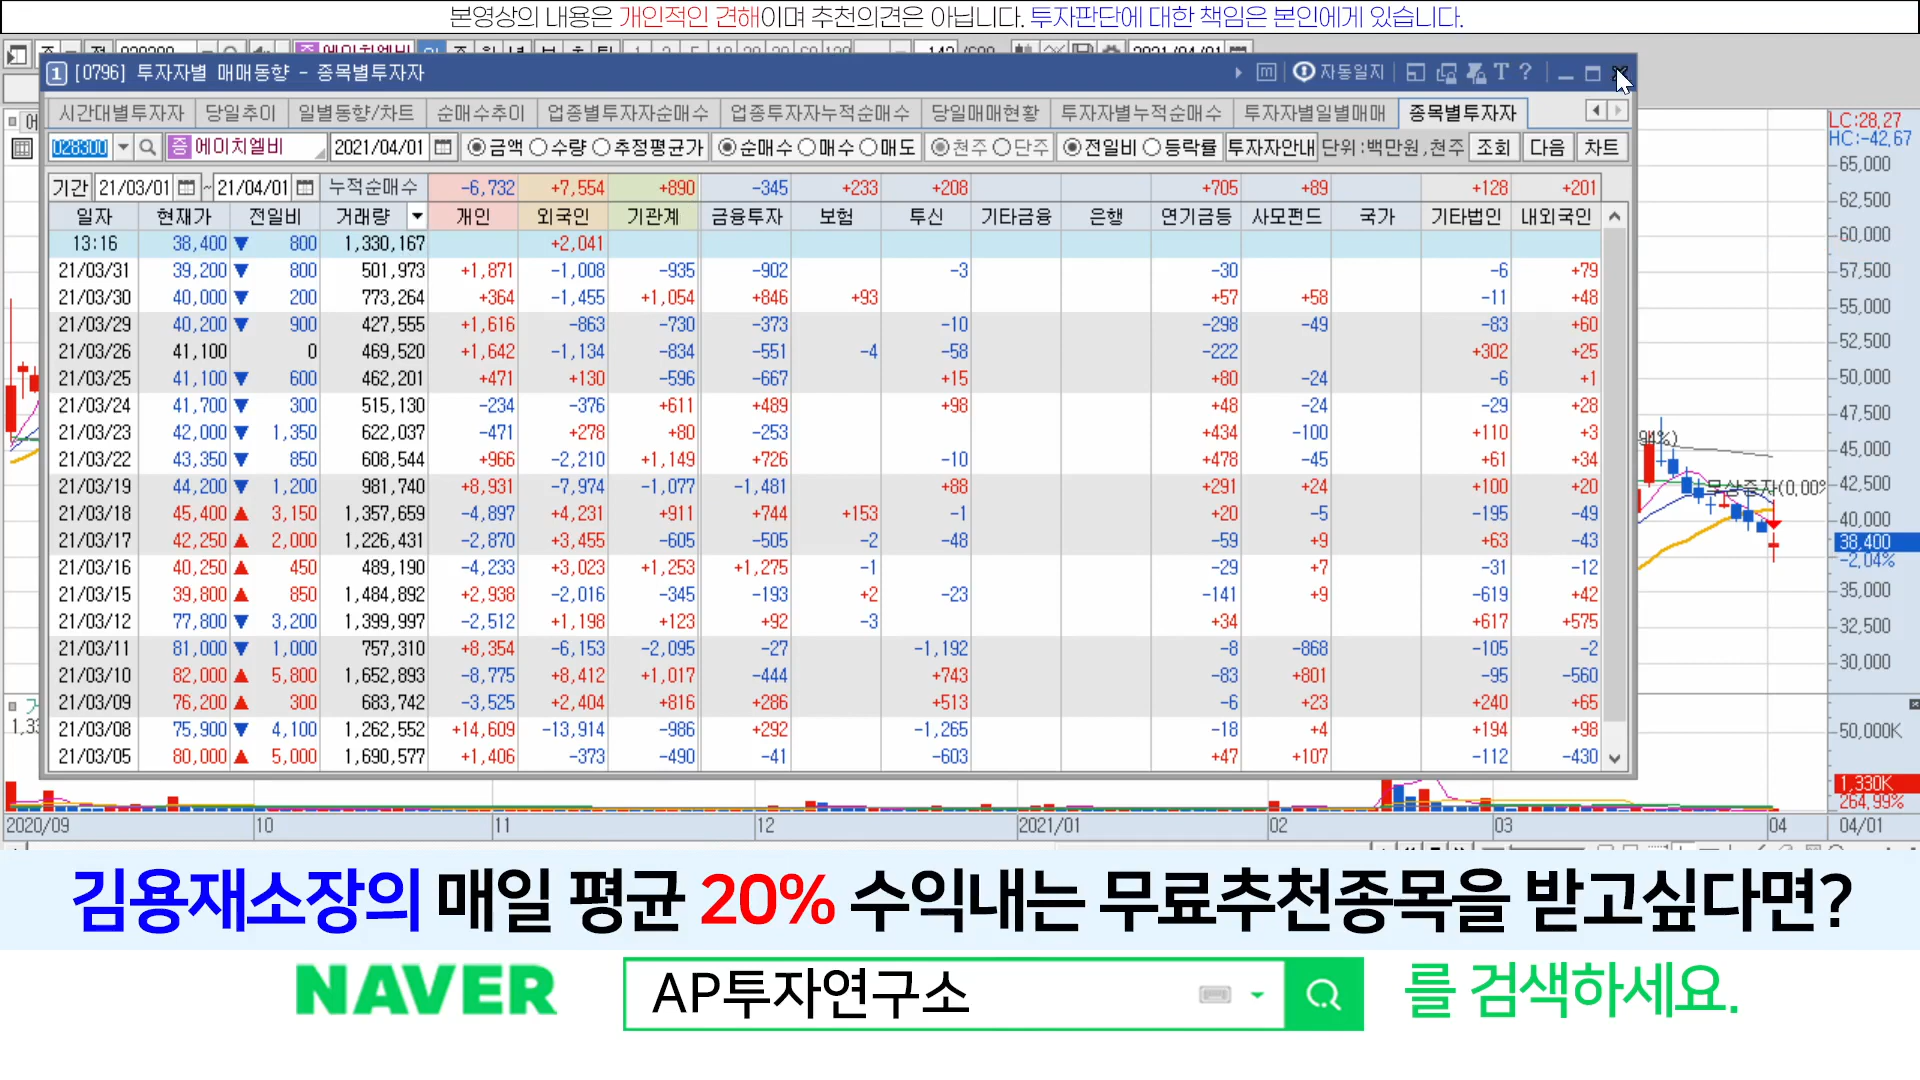 본영상의 내용은 개인적인 견해이며 추천의견은 아닙니다. 투자판단에 대한 책임은 본인에게 있습니다.
1 [0796] 투자자별 매매동향 - 종목별투자자 자동일지 T ?
시간대별투자자 당일추이 일별동향/차트 순매수추이 업종별투자자순매수 업종투자자누적순매수 당일매매현황 투자자별누적순매수 투자자별일별매매 종목별투자자
028300 증 에이치엘비 2021/04/01 금액 수량 추정평균가 순매수 매수 매도 천주 단주 전일비 등락률 투자자안내 단위:백만원,천주 조회 다음 차트
기간 21/03/01 ~ 21/04/01 누적순매수 -6,732 +7,554 +890 -345 +233 +208 +705 +89 +128 +201
일자 현재가 전일비 거래량 개인 외국인 기관계 금융투자 보험 투신 기타금융 은행 연기금등 사모펀드 국가 기타법인 내외국인
13:16 38,400 ▼ 800 1,330,167 +2,041
21/03/31 39,200 ▼ 800 501,973 +1,871 -1,008 -935 -902 -3 -30 -6 +79
21/03/30 40,000 ▼ 200 773,264 +364 -1,455 +1,054 +846 +93 +57 +58 -11 +48
21/03/29 40,200 ▼ 900 427,555 +1,616 -863 -730 -373 -10 -298 -49 -83 +60
21/03/26 41,100 0 469,520 +1,642 -1,134 -834 -551 -4 -58 -222 +302 +25
21/03/25 41,100 ▼ 600 462,201 +471 +130 -596 -667 +15 +80 -24 -6 +1
21/03/24 41,700 ▼ 300 515,130 -234 -376 +611 +489 +98 +48 -24 -29 +28
21/03/23 42,000 ▼ 1,350 622,037 -471 +278 +80 -253 +434 -100 +110 +3
21/03/22 43,350 ▼ 850 608,544 +966 -2,210 +1,149 +726 -10 +478 -45 +61 +34
21/03/19 44,200 ▼ 1,200 981,740 +8,931 -7,974 -1,077 -1,481 +88 +291 +24 +100 +20
21/03/18 45,400 ▲ 3,150 1,357,659 -4,897 +4,231 +911 +744 +153 -1 +20 -5 -195 -49
21/03/17 42,250 ▲ 2,000 1,226,431 -2,870 +3,455 -605 -505 -2 -48 -59 +9 +63 -43
21/03/16 40,250 ▲ 450 489,190 -4,233 +3,023 +1,253 +1,275 -1 -29 +7 -31 -12
21/03/15 39,800 ▲ 850 1,484,892 +2,938 -2,016 -345 -193 +2 -23 -141 +9 -619 +42
21/03/12 77,800 ▼ 3,200 1,399,997 -2,512 +1,198 +123 +92 -3 +34 +617 +575
21/03/11 81,000 ▼ 1,000 757,310 +8,354 -6,153 -2,095 -27 -1,192 -8 -868 -105 -2
21/03/10 82,000 ▲ 5,800 1,652,893 -8,775 +8,412 +1,017 -444 +743 -83 +801 -95 -560
21/03/09 76,200 ▲ 300 683,742 -3,525 +2,404 +816 +286 +513 -6 +23 +240 +65
21/03/08 75,900 ▼ 4,100 1,262,552 +14,609 -13,914 -986 +292 -1,265 -18 +4 +194 +98
21/03/05 80,000 ▲ 5,000 1,690,577 +1,406 -373 -490 -41 -603 +47 +107 -112 -430
LC:28,27
HC:-42,67
65,000
62,500
60,000
57,500
55,000
52,500
50,000
47,500
45,000
42,500
40,000
38,400
-2,04%
35,000
32,500
30,000
무상증자(0,00%
50,000K
1,330K
264,99%
2020/09 10 11 12 2021/01 02 03 04 04/01
김용재소장의 매일 평균 20% 수익내는 무료추천종목을 받고싶다면?
NAVER AP투자연구소 를 검색하세요.